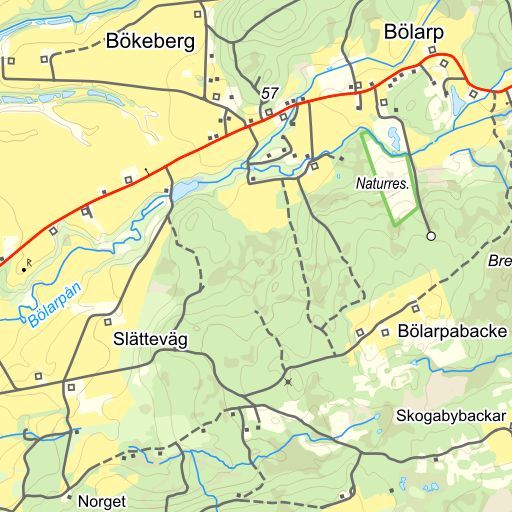 Bökeberg
Bölarp
57
Naturres.
Bre
Bölarpån
Slätteväg
Bölarpabacke
Skogabybackar
Norget